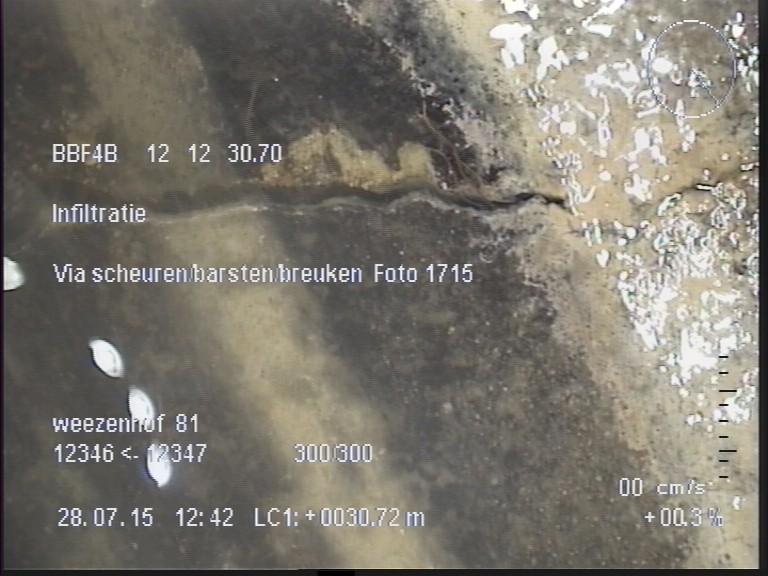 BBF4B 12 12 30.70
Infiltratie
Via scheuren/barsten/breuken Foto 1715
weezenhof 81
12346 <- 12347 300/300
00 cm/s
28.07.15 12:42 LC1: +0030.72 m +00.3 %